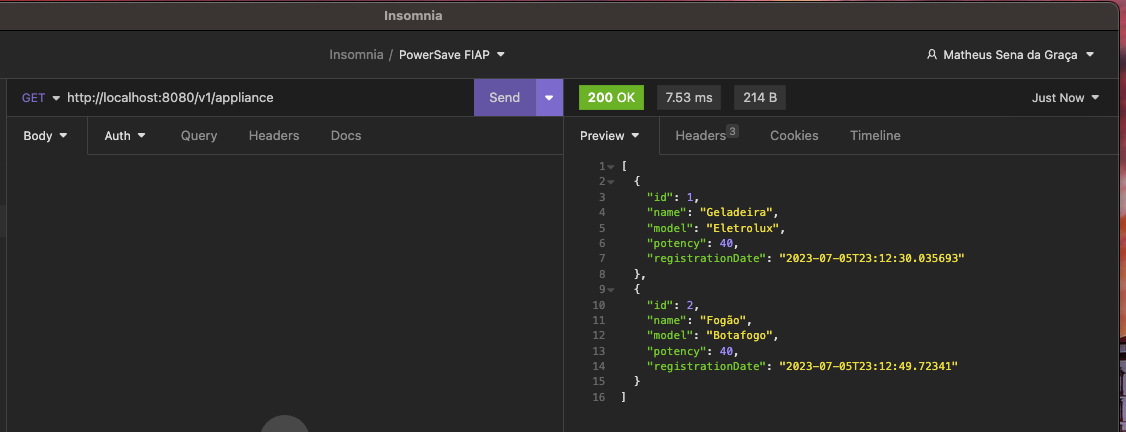 Insomnia
Insomnia / PowerSave FIAP
Matheus Sena da Graça
GET http://localhost:8080/v1/appliance Send
200 OK 7.53 ms 214 B Just Now
Body Auth Query Headers Docs
Preview Headers 3 Cookies Timeline
1 [
2 {
3 "id": 1,
4 "name": "Geladeira",
5 "model": "Eletrolux",
6 "potency": 40,
7 "registrationDate": "2023-07-05T23:12:30.035693"
8 },
9 {
10 "id": 2,
11 "name": "Fogão",
12 "model": "Botafogo",
13 "potency": 40,
14 "registrationDate": "2023-07-05T23:12:49.72341"
15 }
16 ]